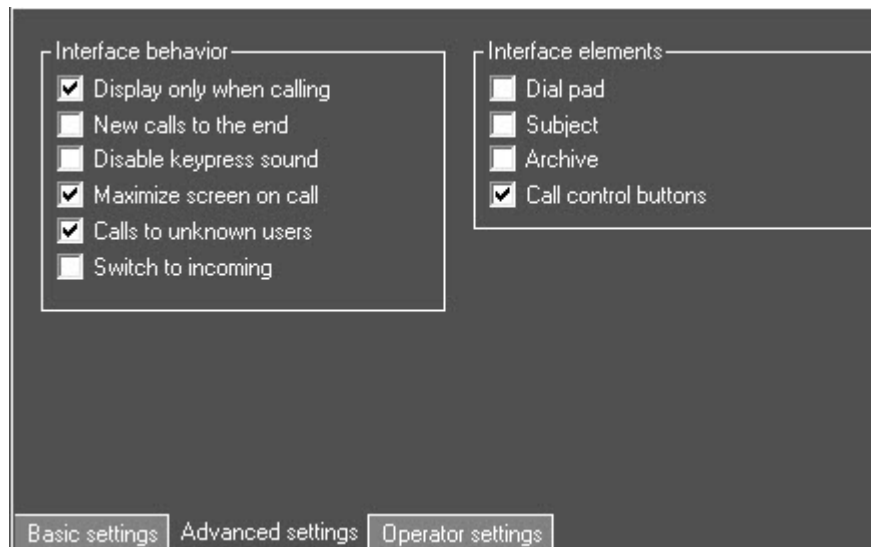 Interface behavior
Display only when calling
New calls to the end
Disable keypress sound
Maximize screen on call
Calls to unknown users
Switch to incoming
Interface elements
Dial pad
Subject
Archive
Call control buttons
Basic settings
Advanced settings
Operator settings